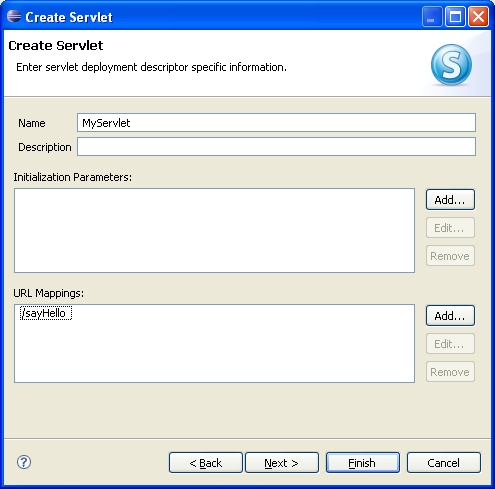 Create Servlet
Create Servlet
Enter servlet deployment descriptor specific information.
S
Name MyServlet
Description
Initialization Parameters:
Add...
Edit...
Remove
URL Mappings:
/sayHello
Add...
Edit...
Remove
? < Back Next > Finish Cancel